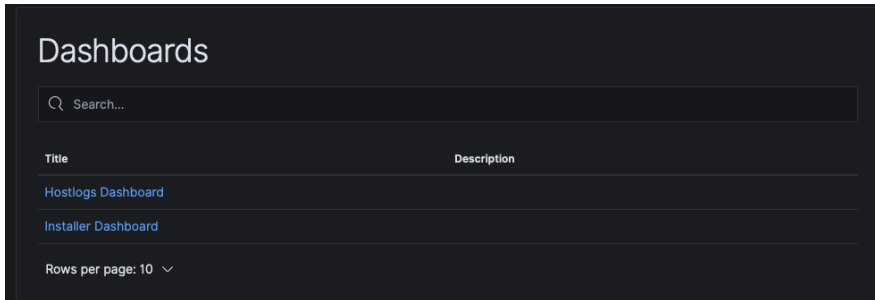 Dashboards
Search...
Title Description
Hostlogs Dashboard
Installer Dashboard
Rows per page: 10